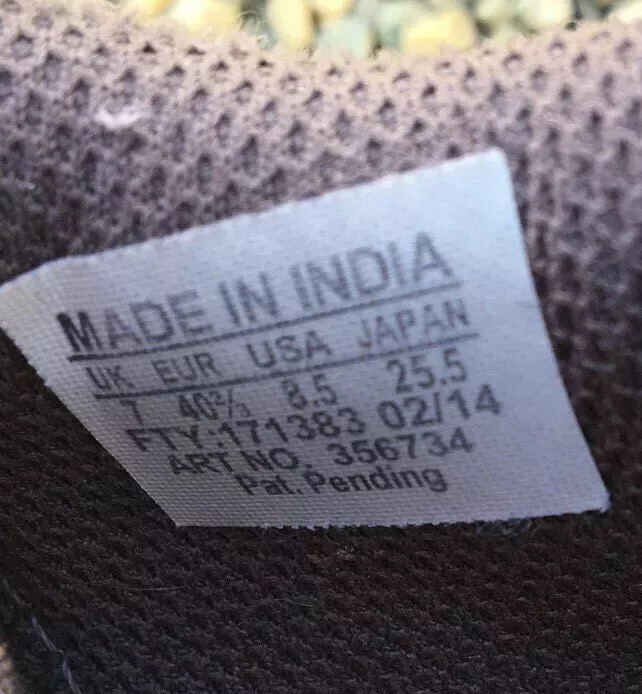 MADE IN INDIA
UK EUR USA JAPAN
7 40⅔ 8.5 25.5
FTY.:171383 02/14
ART NO. 356734
Pat. Pending